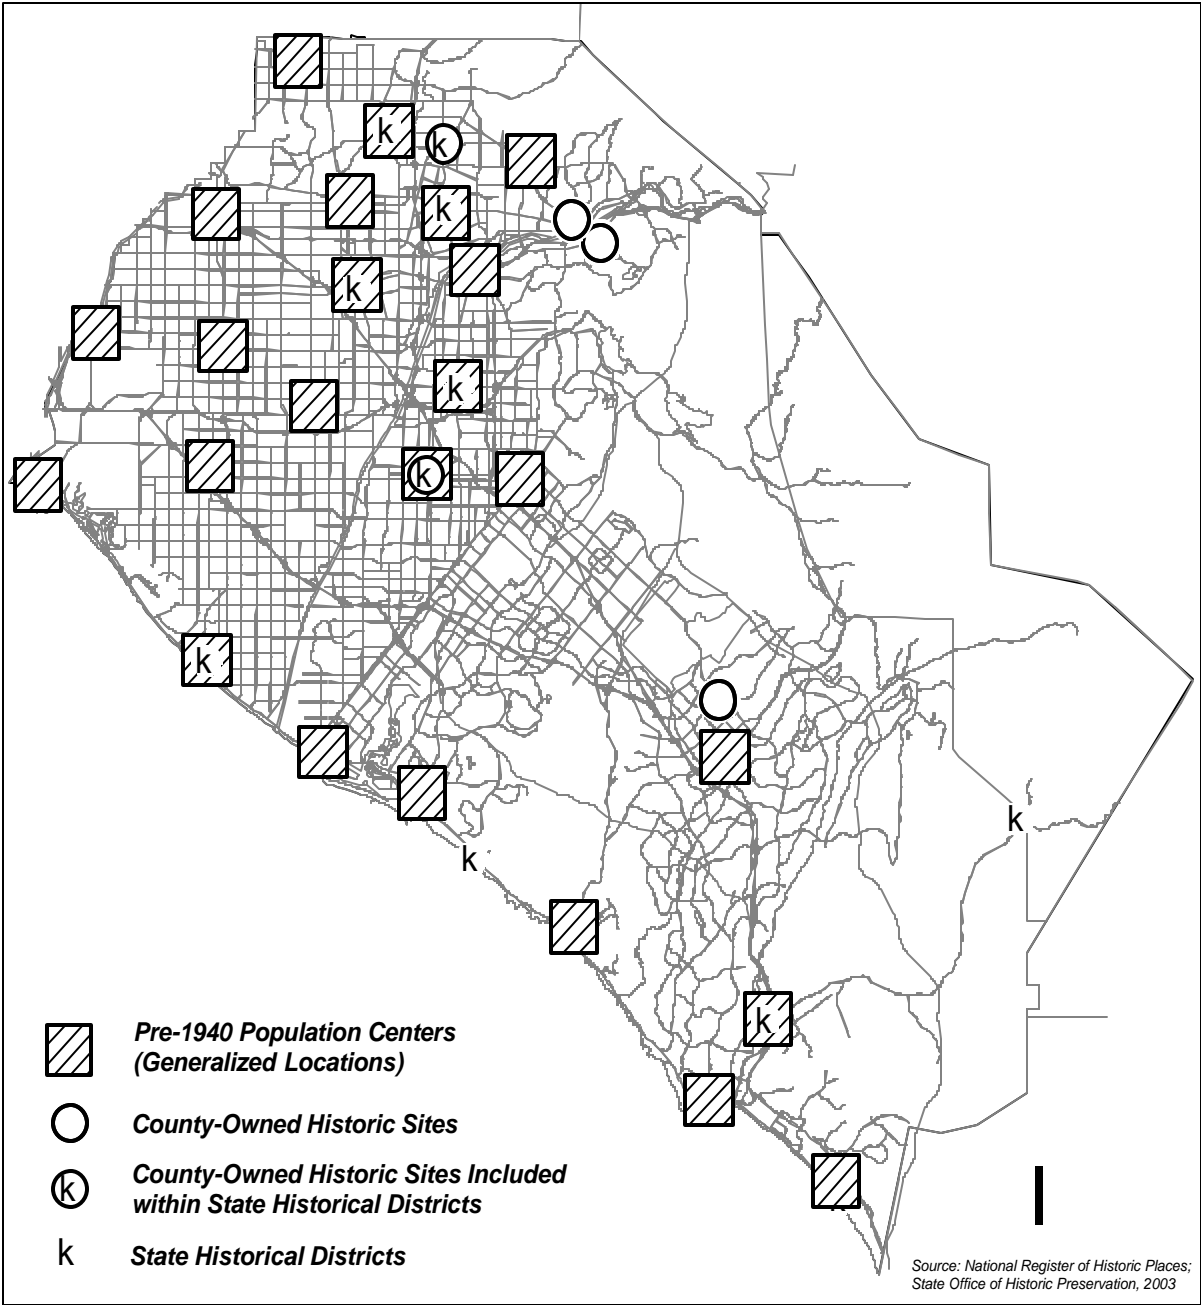 k
k
k
k
k
k
k
k
k
k
Pre-1940 Population Centers
(Generalized Locations)
County-Owned Historic Sites
k
County-Owned Historic Sites Included
within State Historical Districts
k
State Historical Districts
Source: National Register of Historic Places;
State Office of Historic Preservation, 2003